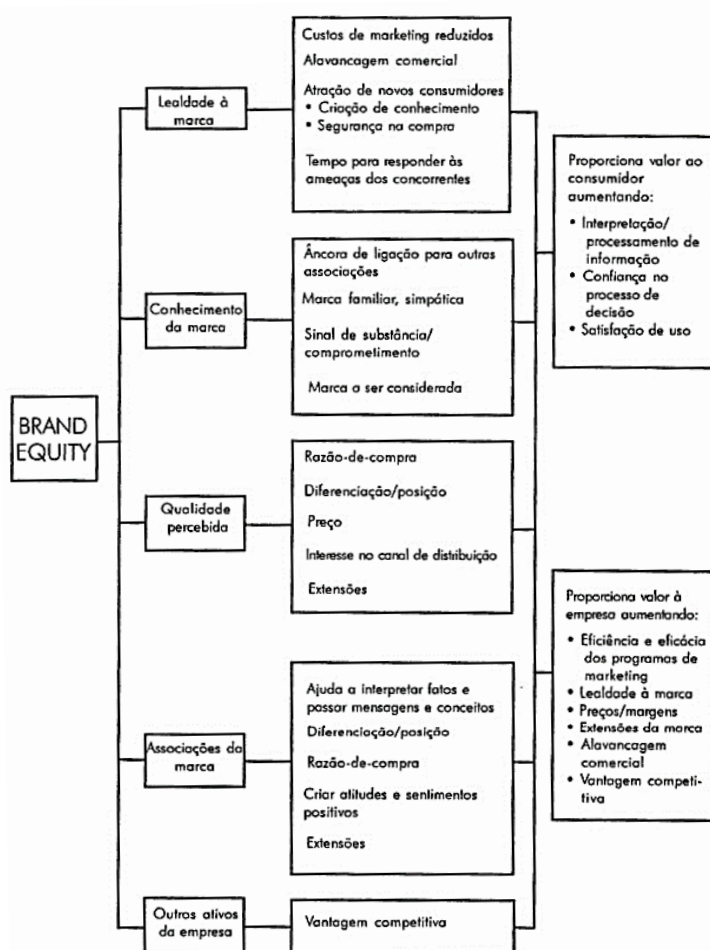 BRAND
EQUITY
Lealdade à
marca
Custos de marketing reduzidos
Alavancagem comercial
Atração de novos consumidores
• Criação de conhecimento
• Segurança na compra
Tempo para responder às
ameaças dos concorrentes
Conhecimento
da marca
Âncora de ligação para outras
associações
Marca familiar, simpática
Sinal de substância/
comprometimento
Marca a ser considerada
Qualidade
percebida
Razão-de-compra
Diferenciação/posição
Preço
Interesse no canal de distribuição
Extensões
Associações da
marca
Ajuda a interpretar fatos e
passar mensagens e conceitos
Diferenciação/posição
Razão-de-compra
Criar atitudes e sentimentos
positivos
Extensões
Outros ativos
da empresa
Vantagem competitiva
Proporciona valor ao
consumidor
aumentando:
• Interpretação/
processamento de
informação
• Confiança no
processo de
decisão
• Satisfação de uso
Proporciona valor à
empresa aumentando:
• Eficiência e eficácia
dos programas de
marketing
• Lealdade à marca
• Preços/margens
• Extensões da marca
• Alavancagem
comercial
• Vantagem competi-
tiva